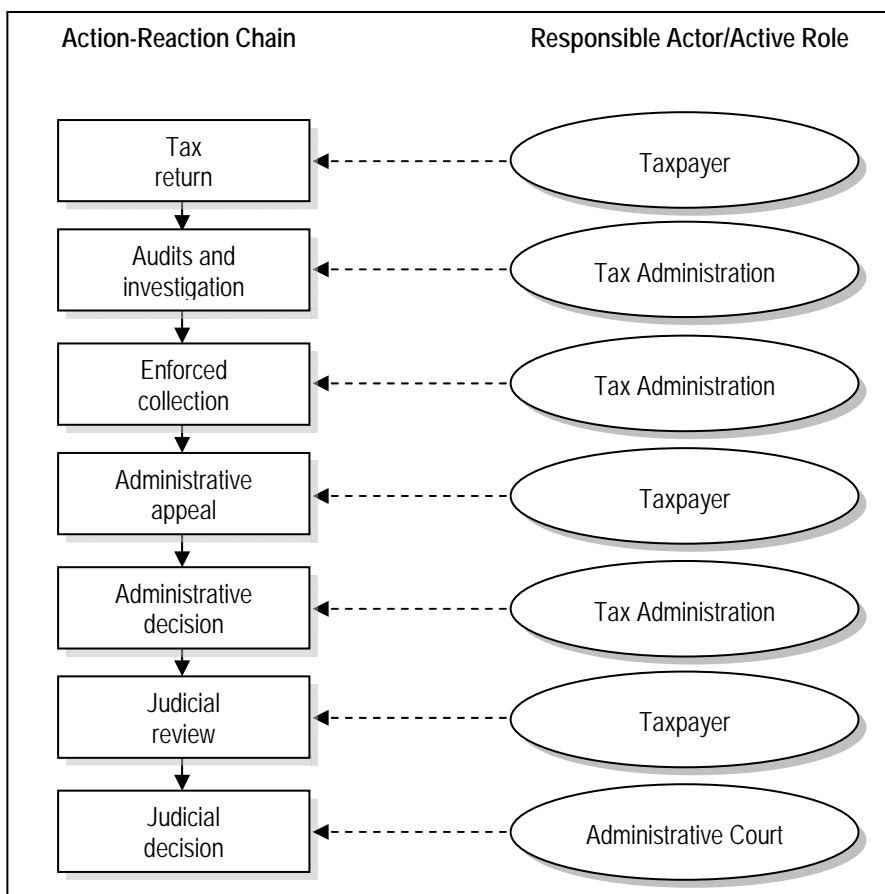 Action-Reaction Chain
Responsible Actor/Active Role
Tax
return
Taxpayer
Audits and
investigation
Tax Administration
Enforced
collection
Tax Administration
Administrative
appeal
Taxpayer
Administrative
decision
Tax Administration
Judicial
review
Taxpayer
Judicial
decision
Administrative Court